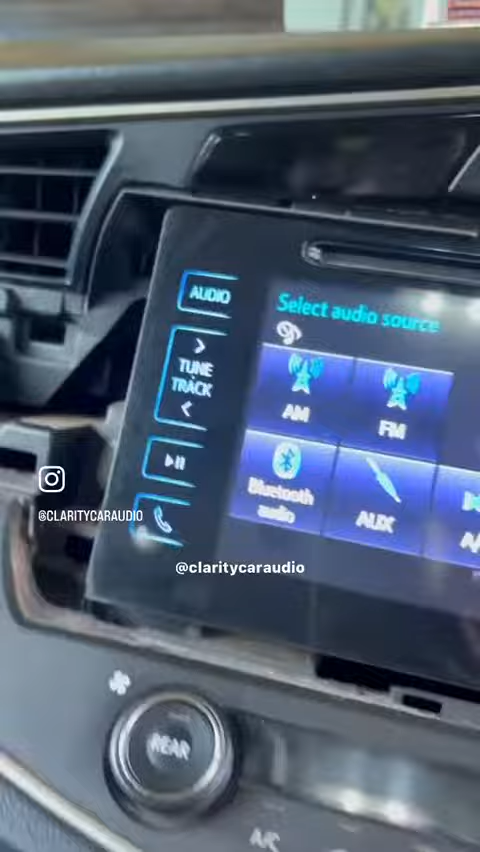 AUDIO
Select audio source
TUNE
TRACK
AM
FM
Bluetooth
audio
AUX
@CLARITYCARAUDIO
@claritycaraudio
REAR
A/C